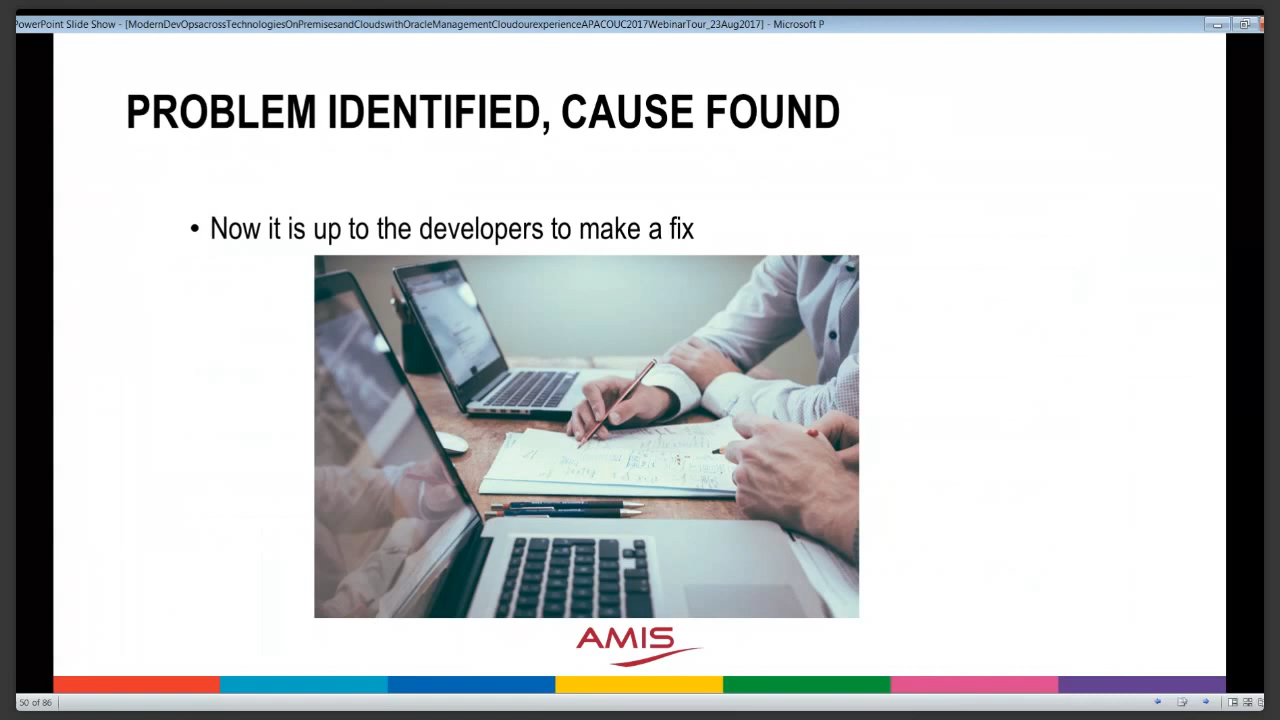 PowerPoint Slide Show - [ModernDevOpsacrossTechnologiesOnPremisesandCloudswithOracleManagementCloudourexperienceAPACOUC2017WebinarTour_23Aug2017] - Microsoft P
PROBLEM IDENTIFIED, CAUSE FOUND
• Now it is up to the developers to make a fix
AMIS
50 of 86